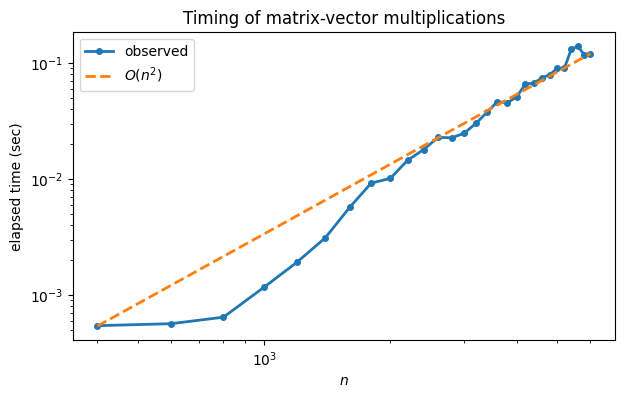 Timing of matrix-vector multiplications
observed
O(n²)
10⁻¹
10⁻²
10⁻³
elapsed time (sec)
10³
n